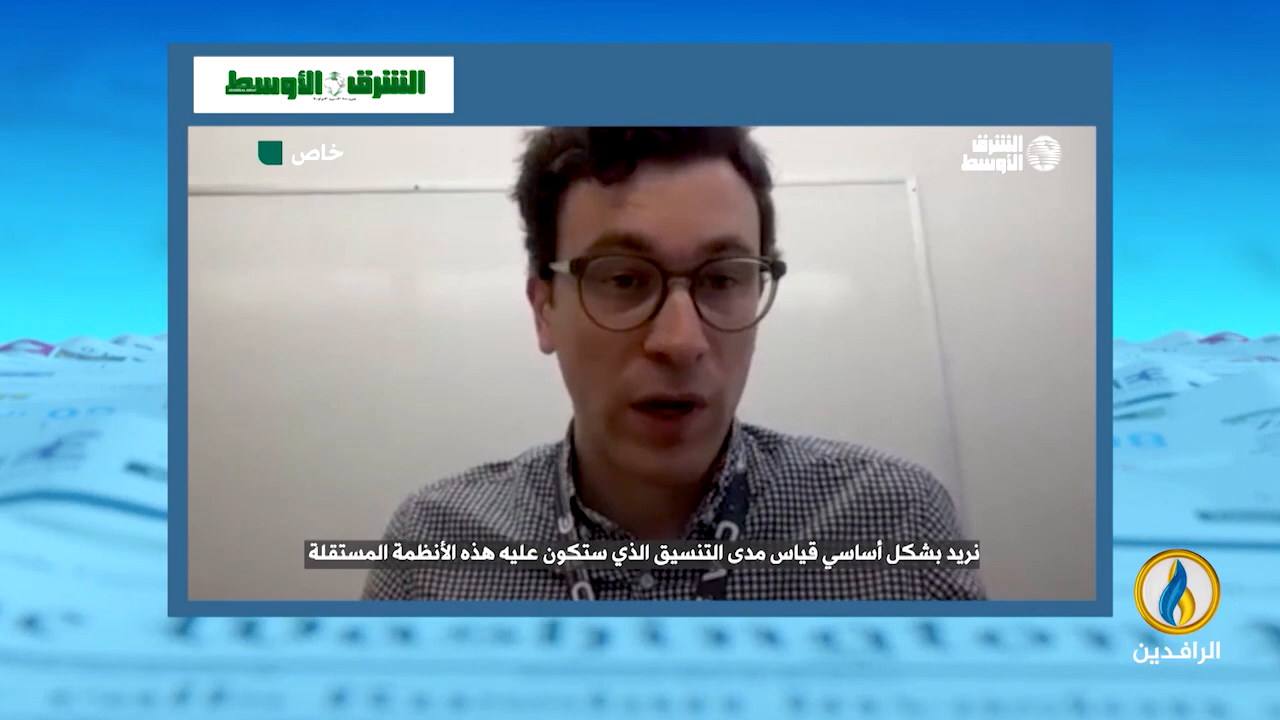 الشرق الأوسط
خاص
الشرق
الأوسط
نريد بشكل أساسي قياس مدى التنسيق الذي ستكون عليه هذه الأنظمة المستقلة
الرافدين